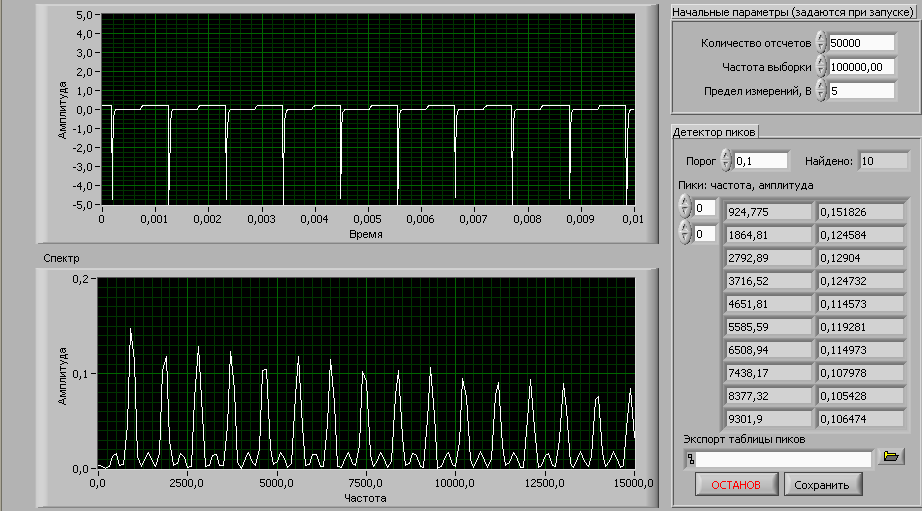 5,0
4,0
3,0
2,0
1,0
0,0
-1,0
-2,0
-3,0
-4,0
-5,0
Амплитуда
0 0,001 0,002 0,003 0,004 0,005 0,006 0,007 0,008 0,009 0,01
Время
Спектр
0,2
0,1
0,0
Амплитуда
0,0 2500,0 5000,0 7500,0 10000,0 12500,0 15000,0
Частота
Начальные параметры (задаются при запуске)
Количество отсчетов 50000
Частота выборки 100000,00
Предел измерений, В 5
Детектор пиков
Порог 0,1 Найдено: 10
Пики: частота, амплитуда
0
0
924,775 0,151826
1864,81 0,124584
2792,89 0,12904
3716,52 0,124732
4651,81 0,114573
5585,59 0,119281
6508,94 0,114973
7438,17 0,107978
8377,32 0,105428
9301,9 0,106474
Экспорт таблицы пиков
ОСТАНОВ Сохранить